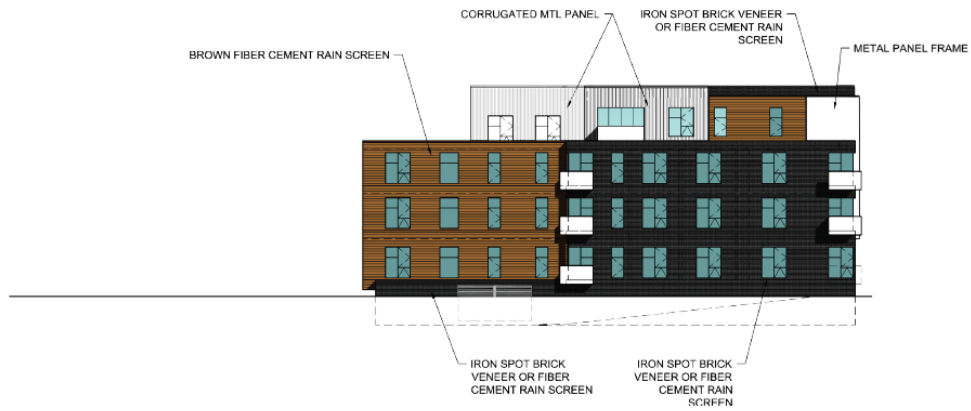 CORRUGATED MTL PANEL
IRON SPOT BRICK VENEER
OR FIBER CEMENT RAIN
SCREEN
BROWN FIBER CEMENT RAIN SCREEN
METAL PANEL FRAME
IRON SPOT BRICK
VENEER OR FIBER
CEMENT RAIN SCREEN
IRON SPOT BRICK
VENEER OR FIBER
CEMENT RAIN
SCREEN